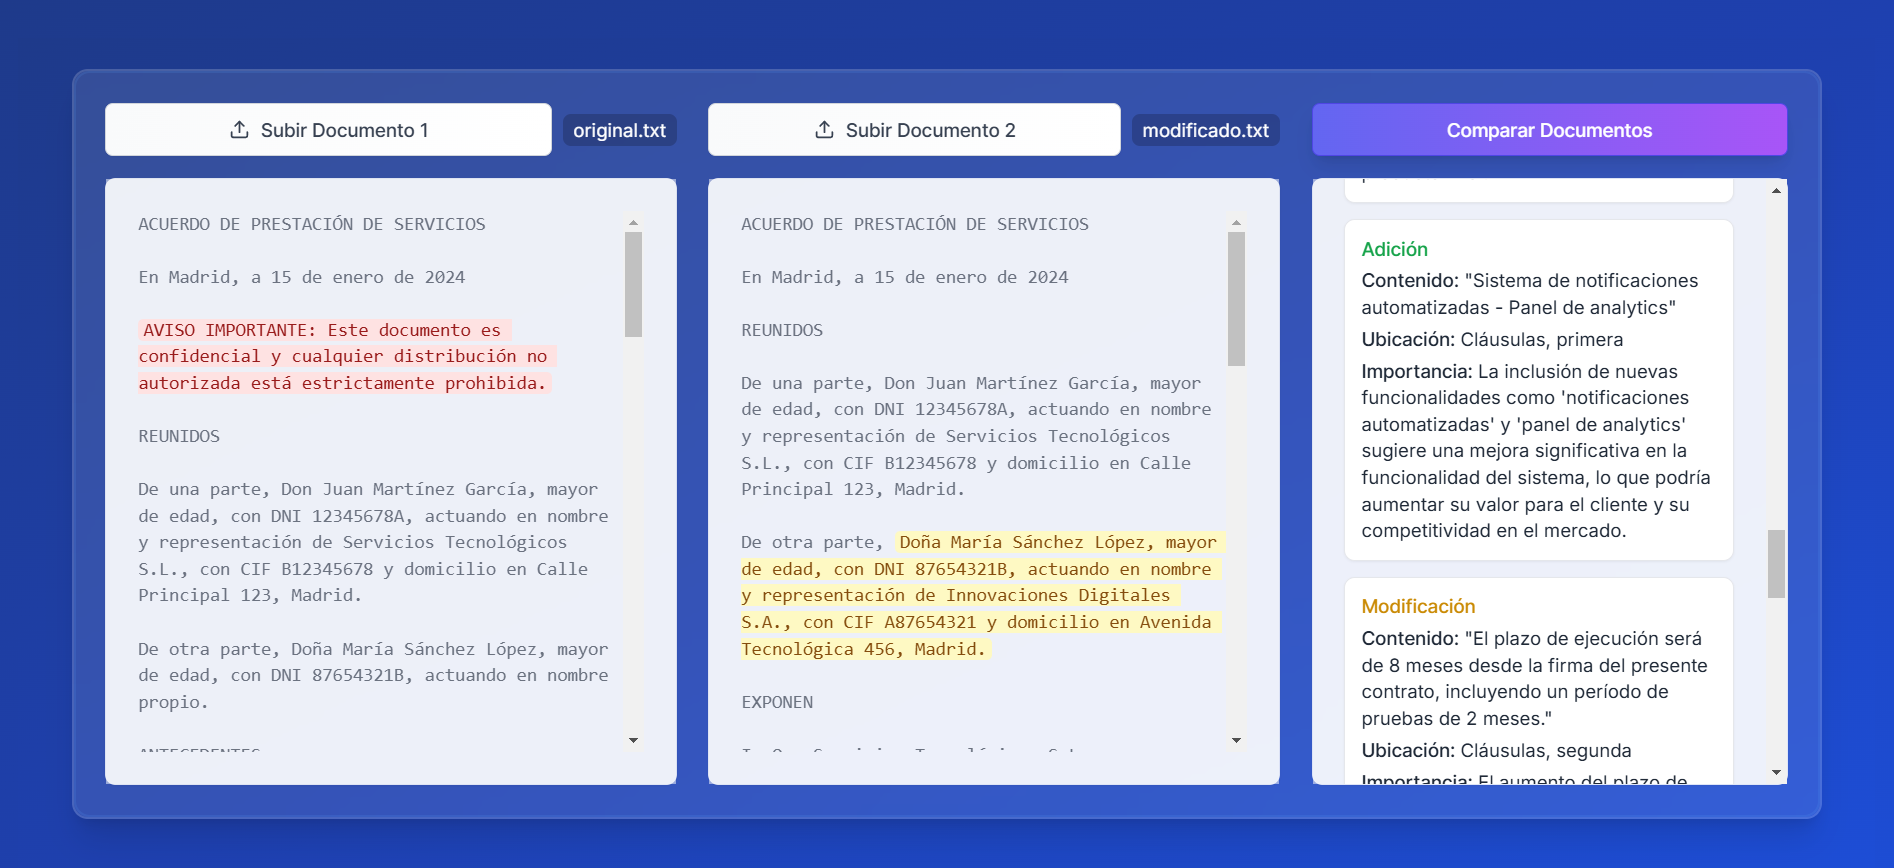 Subir Documento 1
original.txt
Subir Documento 2
modificado.txt
Comparar Documentos
ACUERDO DE PRESTACIÓN DE SERVICIOS
En Madrid, a 15 de enero de 2024
AVISO IMPORTANTE: Este documento es
confidencial y cualquier distribución no
autorizada está estrictamente prohibida.
REUNIDOS
De una parte, Don Juan Martínez García, mayor
de edad, con DNI 12345678A, actuando en nombre
y representación de Servicios Tecnológicos
S.L., con CIF B12345678 y domicilio en Calle
Principal 123, Madrid.
De otra parte, Doña María Sánchez López, mayor
de edad, con DNI 87654321B, actuando en nombre
propio.
ANTECEDENTES
ACUERDO DE PRESTACIÓN DE SERVICIOS
En Madrid, a 15 de enero de 2024
REUNIDOS
De una parte, Don Juan Martínez García, mayor
de edad, con DNI 12345678A, actuando en nombre
y representación de Servicios Tecnológicos
S.L., con CIF B12345678 y domicilio en Calle
Principal 123, Madrid.
De otra parte, Doña María Sánchez López, mayor
de edad, con DNI 87654321B, actuando en nombre
y representación de Innovaciones Digitales
S.A., con CIF A87654321 y domicilio en Avenida
Tecnológica 456, Madrid.
EXPONEN
Adición
Contenido: "Sistema de notificaciones
automatizadas - Panel de analytics"
Ubicación: Cláusulas, primera
Importancia: La inclusión de nuevas
funcionalidades como 'notificaciones
automatizadas' y 'panel de analytics'
sugiere una mejora significativa en la
funcionalidad del sistema, lo que podría
aumentar su valor para el cliente y su
competitividad en el mercado.
Modificación
Contenido: "El plazo de ejecución será
de 8 meses desde la firma del presente
contrato, incluyendo un período de
pruebas de 2 meses."
Ubicación: Cláusulas, segunda
Importancia: El aumento del plazo de